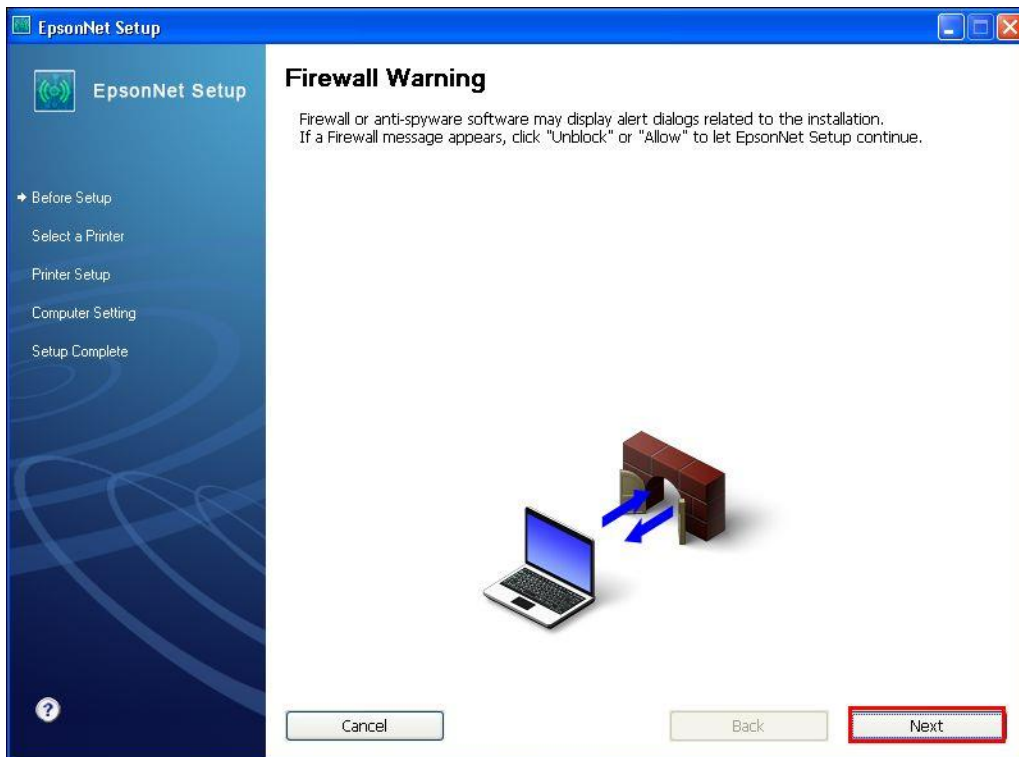 EpsonNet Setup
EpsonNet Setup
Before Setup
Select a Printer
Printer Setup
Computer Setting
Setup Complete
Firewall Warning
Firewall or anti-spyware software may display alert dialogs related to the installation.
If a Firewall message appears, click "Unblock" or "Allow" to let EpsonNet Setup continue.
?
Cancel
Back
Next